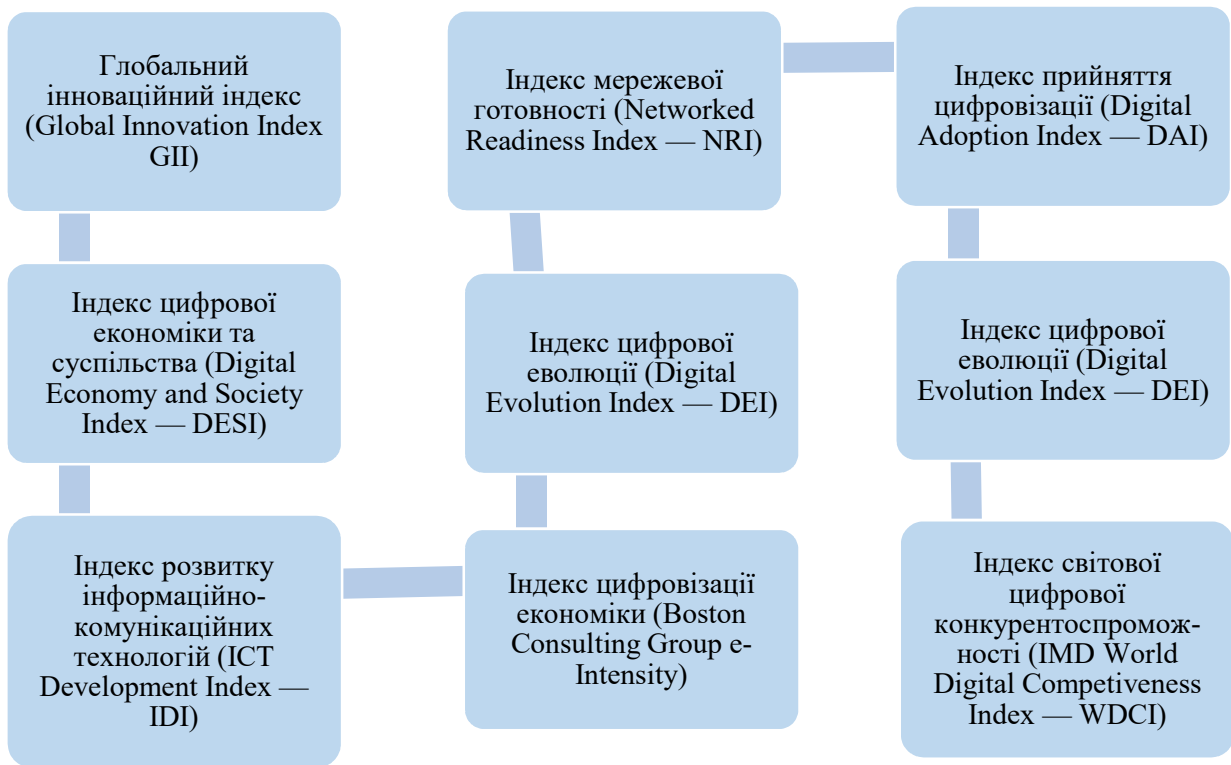 Глобальний
інноваційний індекс
(Global Innovation Index
GII)
Індекс цифрової
економіки та
суспільства (Digital
Economy and Society
Index — DESI)
Індекс розвитку
інформаційно-
комунікаційних
технологій (ICT
Development Index —
IDI)
Індекс цифровізації
економіки (Boston
Consulting Group e-
Intensity)
Індекс цифрової
еволюції (Digital
Evolution Index — DEI)
Індекс мережевої
готовності (Networked
Readiness Index — NRI)
Індекс прийняття
цифровізації (Digital
Adoption Index — DAI)
Індекс цифрової
еволюції (Digital
Evolution Index — DEI)
Індекс світової
цифрової
конкурентоспромож-
ності (IMD World
Digital Competiveness
Index — WDCI)